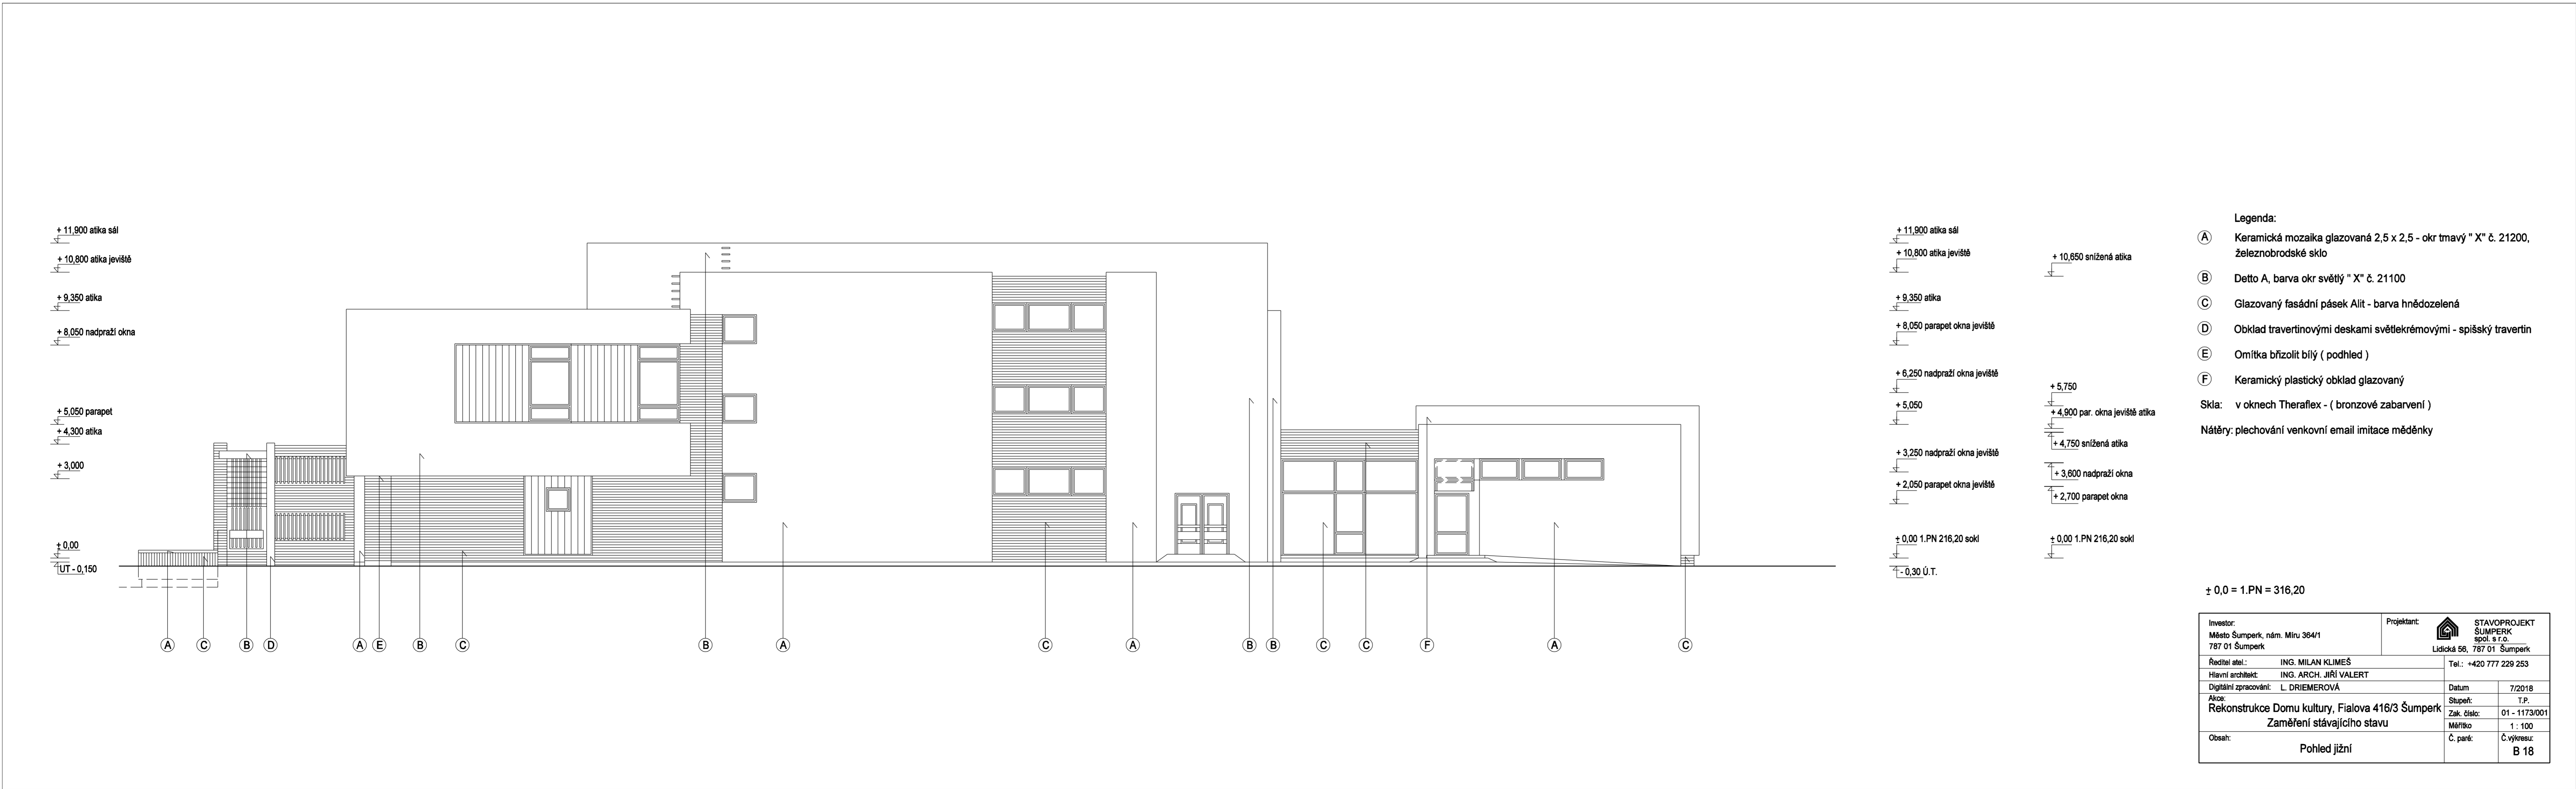 + 11,900 atika sál
+ 10,800 atika jeviště
+ 9,350 atika
+ 8,050 nadpraží okna
+ 5,050 parapet
+ 4,300 atika
+ 3,000
± 0,00
UT - 0,150
A
C
B
D
A
E
B
C
B
A
C
A
B
B
C
C
F
A
C
+ 11,900 atika sál
+ 10,800 atika jeviště
+ 9,350 atika
+ 8,050 parapet okna jeviště
+ 6,250 nadpraží okna jeviště
+ 5,050
+ 3,250 nadpraží okna jeviště
+ 2,050 parapet okna jeviště
± 0,00 1.PN 216,20 sokl
- 0,30 Ú.T.
+ 10,650 snížená atika
+ 5,750
+ 4,900 par. okna jeviště atika
+ 4,750 snížená atika
+ 3,600 nadpraží okna
+ 2,700 parapet okna
± 0,00 1.PN 216,20 sokl
Legenda:
A Keramická mozaika glazovaná 2,5 x 2,5 - okr tmavý " X" č. 21200,
železnobrodské sklo
B Detto A, barva okr světlý " X" č. 21100
C Glazovaný fasádní pásek Alit - barva hnědozelená
D Obklad travertinovými deskami světlekrémovými - spišský travertin
E Omítka břizolit bílý ( podhled )
F Keramický plastický obklad glazovaný
Skla: v oknech Theraflex - ( bronzové zabarvení )
Nátěry: plechování venkovní email imitace měděnky
± 0,0 = 1.PN = 316,20
Investor:
Město Šumperk, nám. Míru 364/1
787 01 Šumperk
Projektant:
STAVOPROJEKT
ŠUMPERK
spol. s r.o.
Lidická 56, 787 01 Šumperk
Ředitel atel.: ING. MILAN KLIMEŠ
Tel.: +420 777 229 253
Hlavní architekt: ING. ARCH. JIŘÍ VALERT
Digitální zpracování: L. DRIEMEROVÁ
Datum 7/2018
Akce:
Rekonstrukce Domu kultury, Fialova 416/3 Šumperk
Zaměření stávajícího stavu
Stupeň: T.P.
Zak. číslo: 01 - 1173/001
Měřítko 1 : 100
Obsah:
Pohled jižní
Č. paré:
Č.výkresu:
B 18